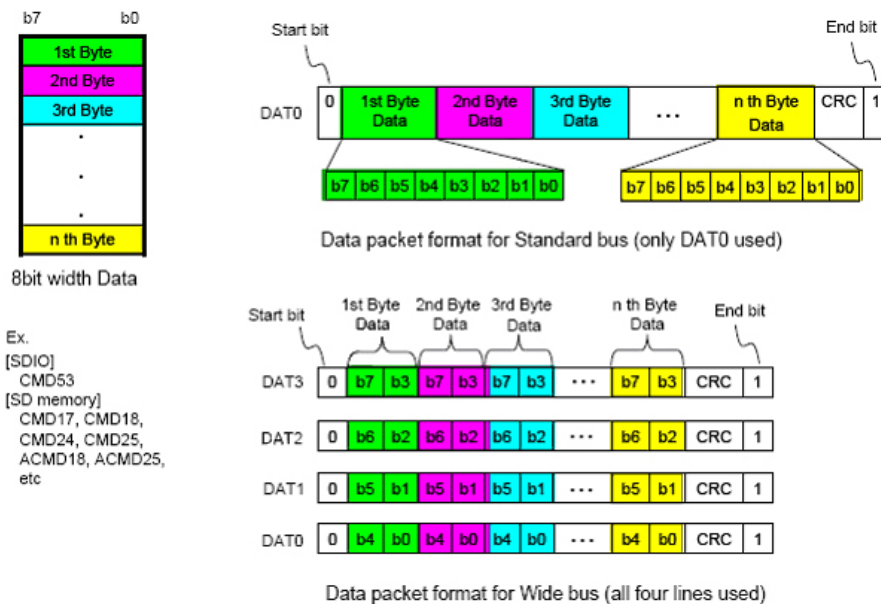 b7 b0
1st Byte
2nd Byte
3rd Byte
.
.
.
n th Byte
8bit width Data
Ex.
[SDIO]
CMD53
[SD memory]
CMD17, CMD18,
CMD24, CMD25,
ACMD18, ACMD25,
etc
Start bit
End bit
DAT0 0 1st Byte Data 2nd Byte Data 3rd Byte Data ... n th Byte Data CRC 1
b7 b6 b5 b4 b3 b2 b1 b0 b7 b6 b5 b4 b3 b2 b1 b0
Data packet format for Standard bus (only DAT0 used)
Start bit
1st Byte Data
2nd Byte Data
3rd Byte Data
n th Byte Data
End bit
DAT3 0 b7 b3 b7 b3 b7 b3 ... b7 b3 CRC 1
DAT2 0 b6 b2 b6 b2 b6 b2 ... b6 b2 CRC 1
DAT1 0 b5 b1 b5 b1 b5 b1 ... b5 b1 CRC 1
DAT0 0 b4 b0 b4 b0 b4 b0 ... b4 b0 CRC 1
Data packet format for Wide bus (all four lines used)